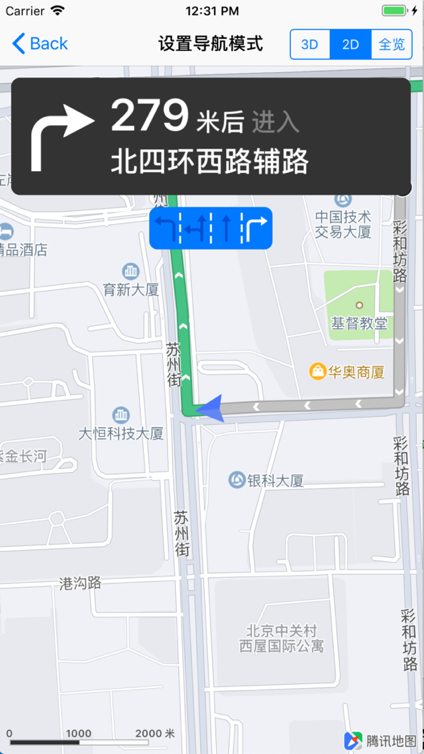 Carrier 12:31 PM
Back 设置导航模式 3D 2D 全览
279 米后 进入
北四环西路辅路
中国技术
交易大厦
彩和坊路
精品酒店
育新大厦
基督教堂
苏州街
华奥商厦
大恒科技大厦
紫金长河
彩和坊路
银科大厦
苏州街
港沟路
彩和坊路
北京中关村
西屋国际公寓
0 1000 2000 米
腾讯地图